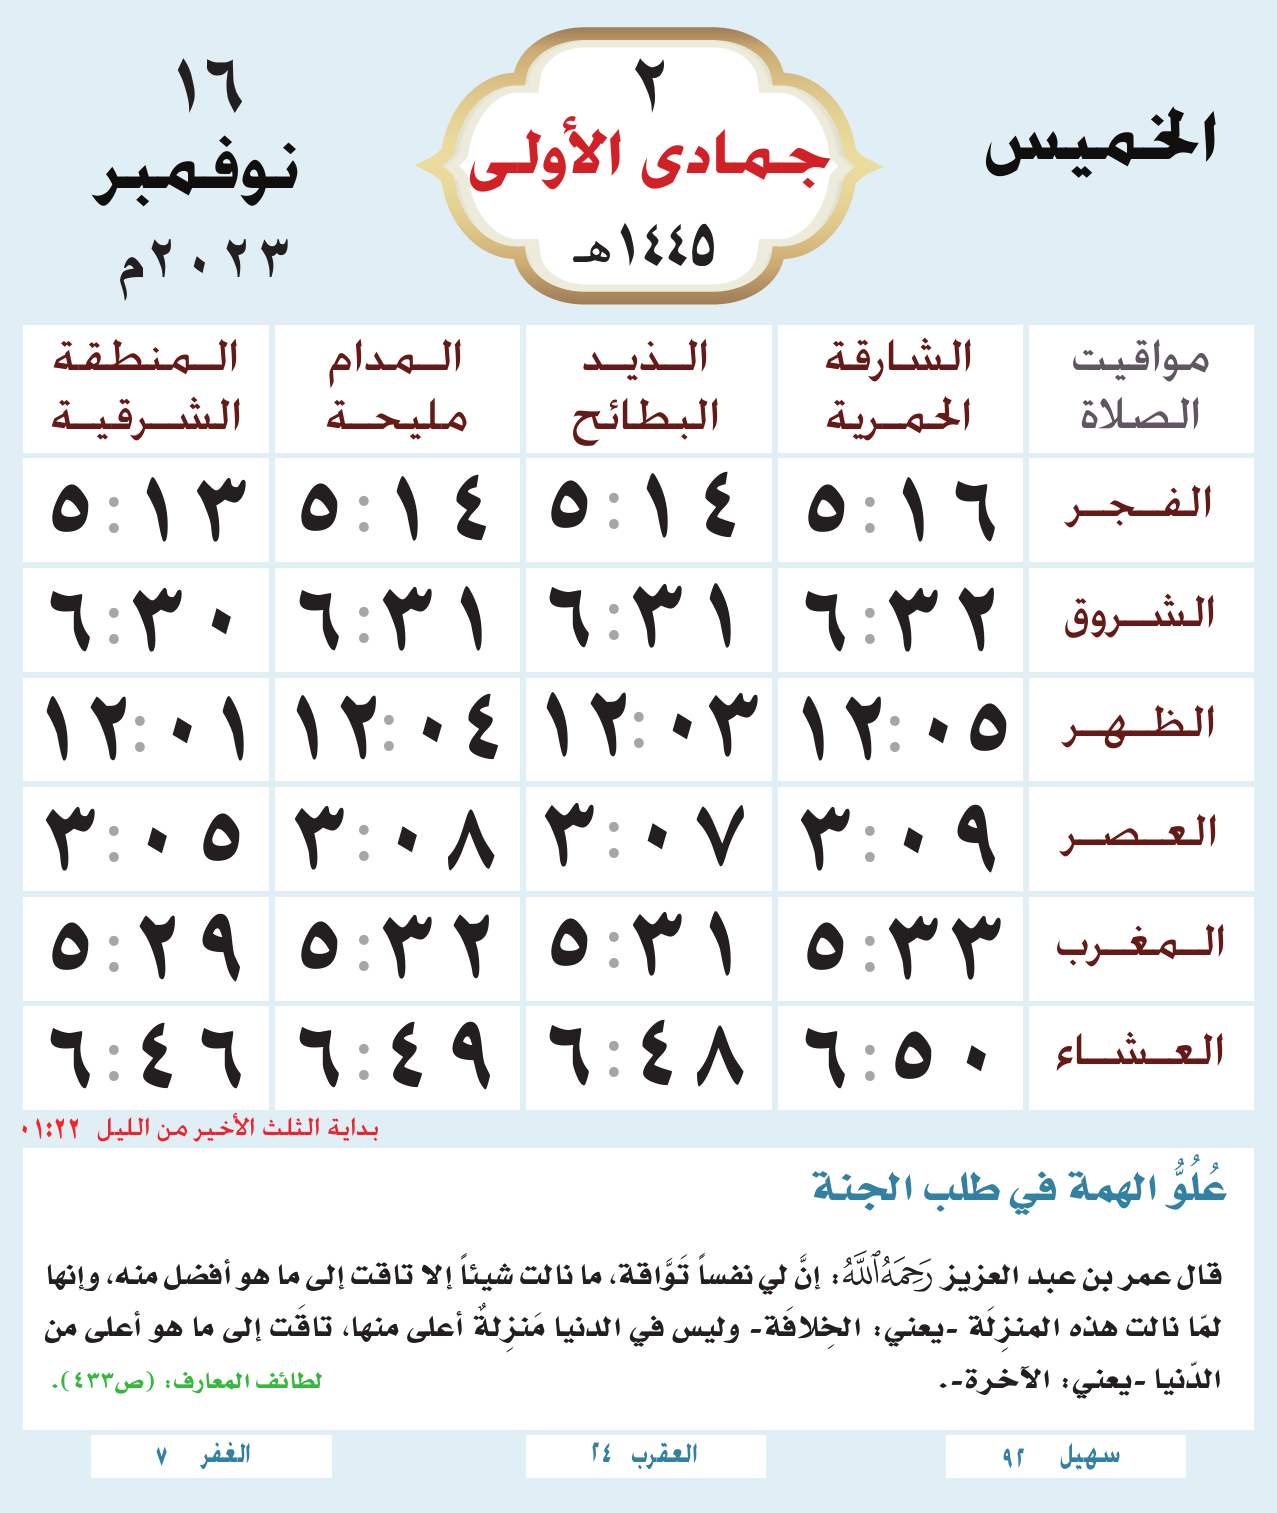 الخميس
٢
جمادى الأولى
١٤٤٥هـ
١٦
نوفمبر
٢٠٢٣م
مواقيت الصلاة
الشارقة الحمرية
الذيد البطائح
المدام مليحة
المنطقة الشرقية
الفجر ٥:١٦ ٥:١٤ ٥:١٤ ٥:١٣
الشروق ٦:٣٢ ٦:٣١ ٦:٣١ ٦:٣٠
الظهر ١٢:٠٥ ١٢:٠٣ ١٢:٠٤ ١٢:٠١
العصر ٣:٠٩ ٣:٠٧ ٣:٠٨ ٣:٠٥
المغرب ٥:٣٣ ٥:٣١ ٥:٣٢ ٥:٢٩
العشاء ٦:٥٠ ٦:٤٨ ٦:٤٩ ٦:٤٦
بداية الثلث الأخير من الليل ٠١:٢٢
عُلُوُّ الهمة في طلب الجنة
قال عمر بن عبد العزيز رَحِمَهُ ٱللَّهُ: إنَّ لي نفساً تَوَّاقة، ما نالت شيئاً إلا تاقت إلى ما هو أفضل منه، وإنها
لمّا نالت هذه المنزِلَة -يعني: الخِلافَة- وليس في الدنيا مَنزِلةٌ أعلى منها، تاقَت إلى ما هو أعلى من
الدّنيا -يعني: الآخرة-.
لطائف المعارف: (ص٤٣٣).
سهيل ٩٢
العقرب ٢٤
الغفر ٧